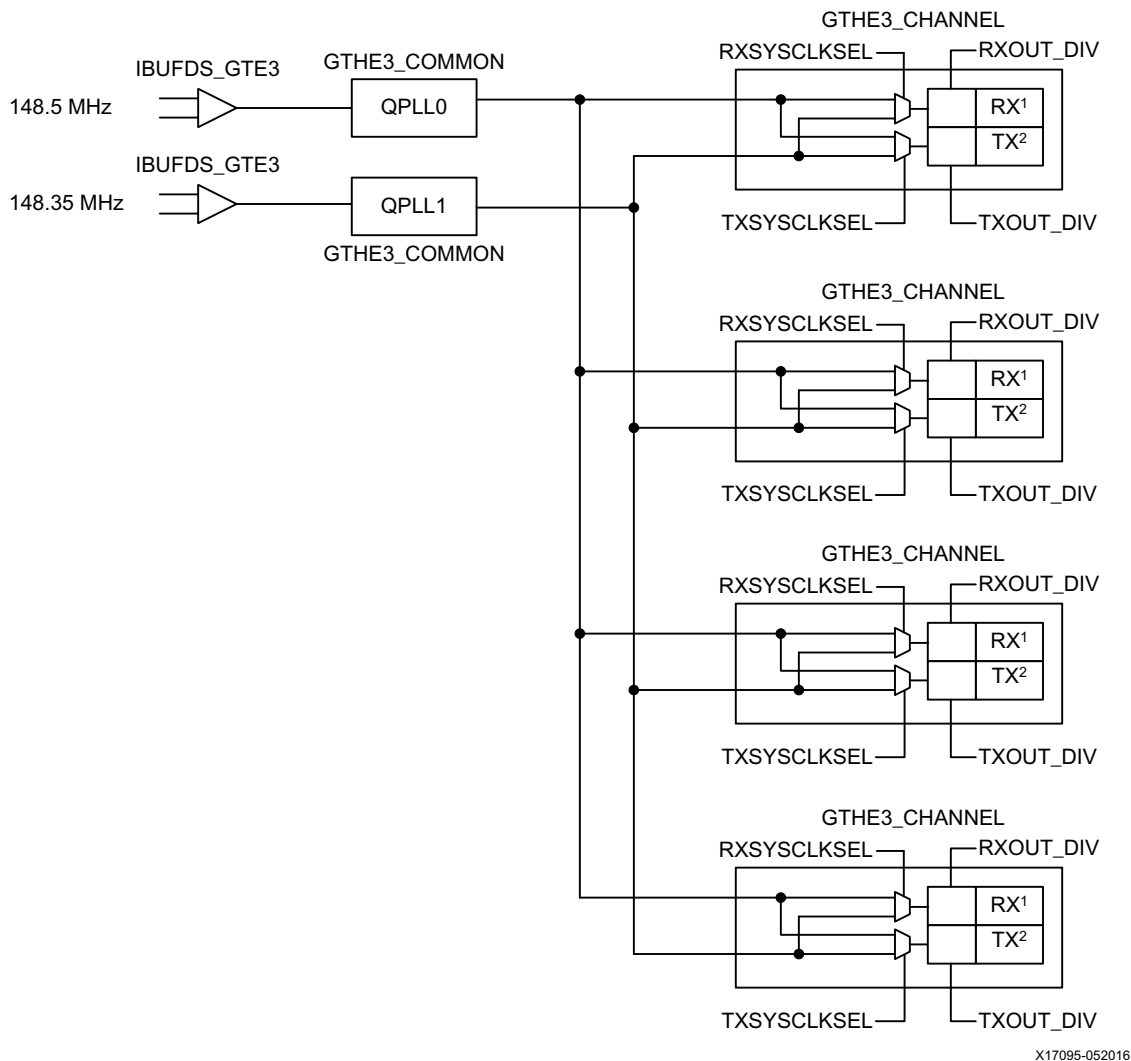 GTHE3_CHANNEL
RXSYSCLKSEL
RXOUT_DIV
IBUFDS_GTE3
GTHE3_COMMON
148.5 MHz
QPLL0
RX¹
TX²
IBUFDS_GTE3
148.35 MHz
QPLL1
TXSYSCLKSEL
TXOUT_DIV
GTHE3_COMMON
GTHE3_CHANNEL
RXSYSCLKSEL
RXOUT_DIV
RX¹
TX²
TXSYSCLKSEL
TXOUT_DIV
GTHE3_CHANNEL
RXSYSCLKSEL
RXOUT_DIV
RX¹
TX²
TXSYSCLKSEL
TXOUT_DIV
GTHE3_CHANNEL
RXSYSCLKSEL
RXOUT_DIV
RX¹
TX²
TXSYSCLKSEL
TXOUT_DIV
X17095-052016